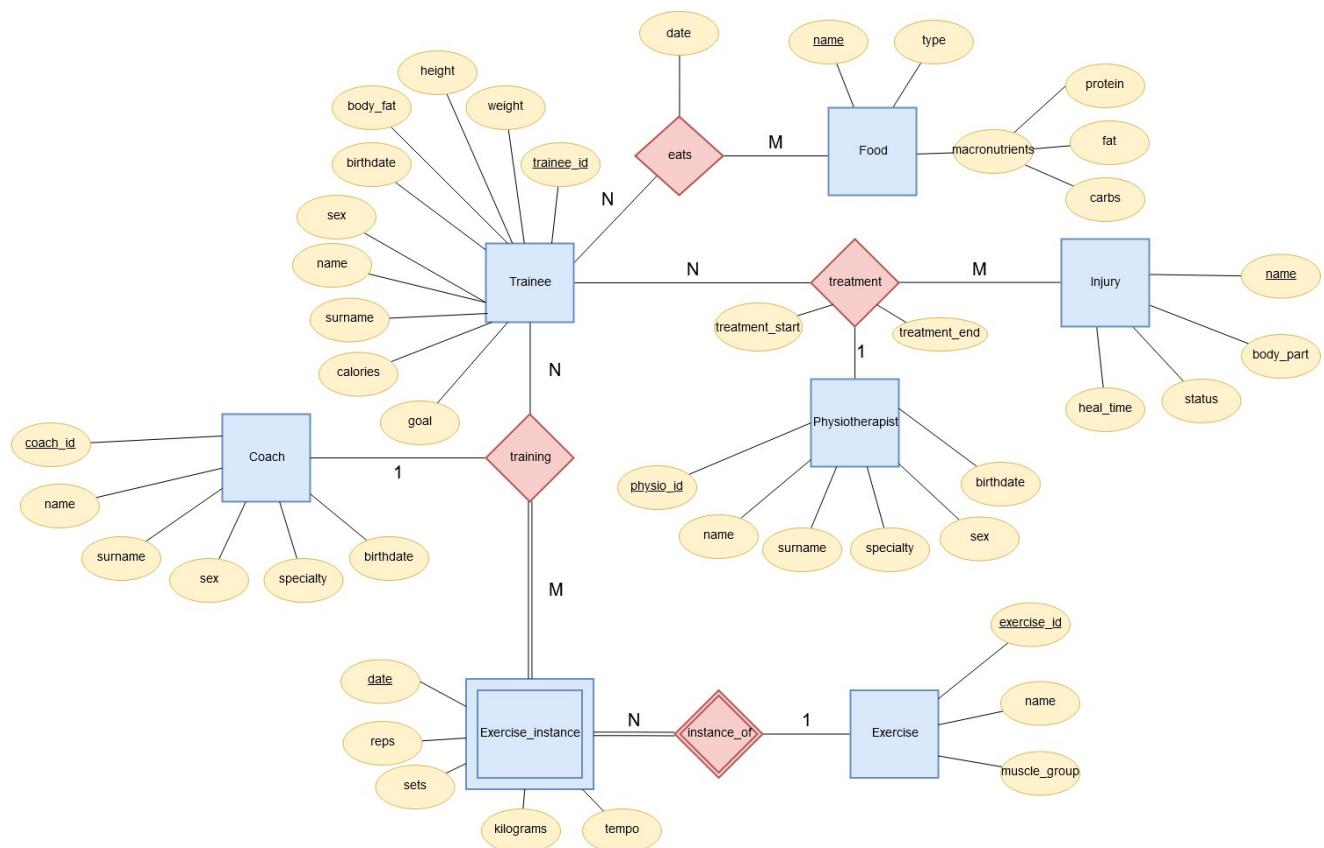 date
name
type
height
protein
body_fat
weight
M
eats
Food
macronutrients
fat
birthdate
trainee_id
carbs
N
sex
name
Trainee
N
treatment
M
Injury
name
surname
treatment_start
treatment_end
1
body_part
calories
N
heal_time
status
goal
Physiotherapist
coach_id
Coach
1
training
physio_id
birthdate
name
name
surname
specialty
sex
surname
sex
specialty
birthdate
M
exercise_id
date
name
reps
Exercise_instance
N
instance_of
1
Exercise
sets
muscle_group
kilograms
tempo